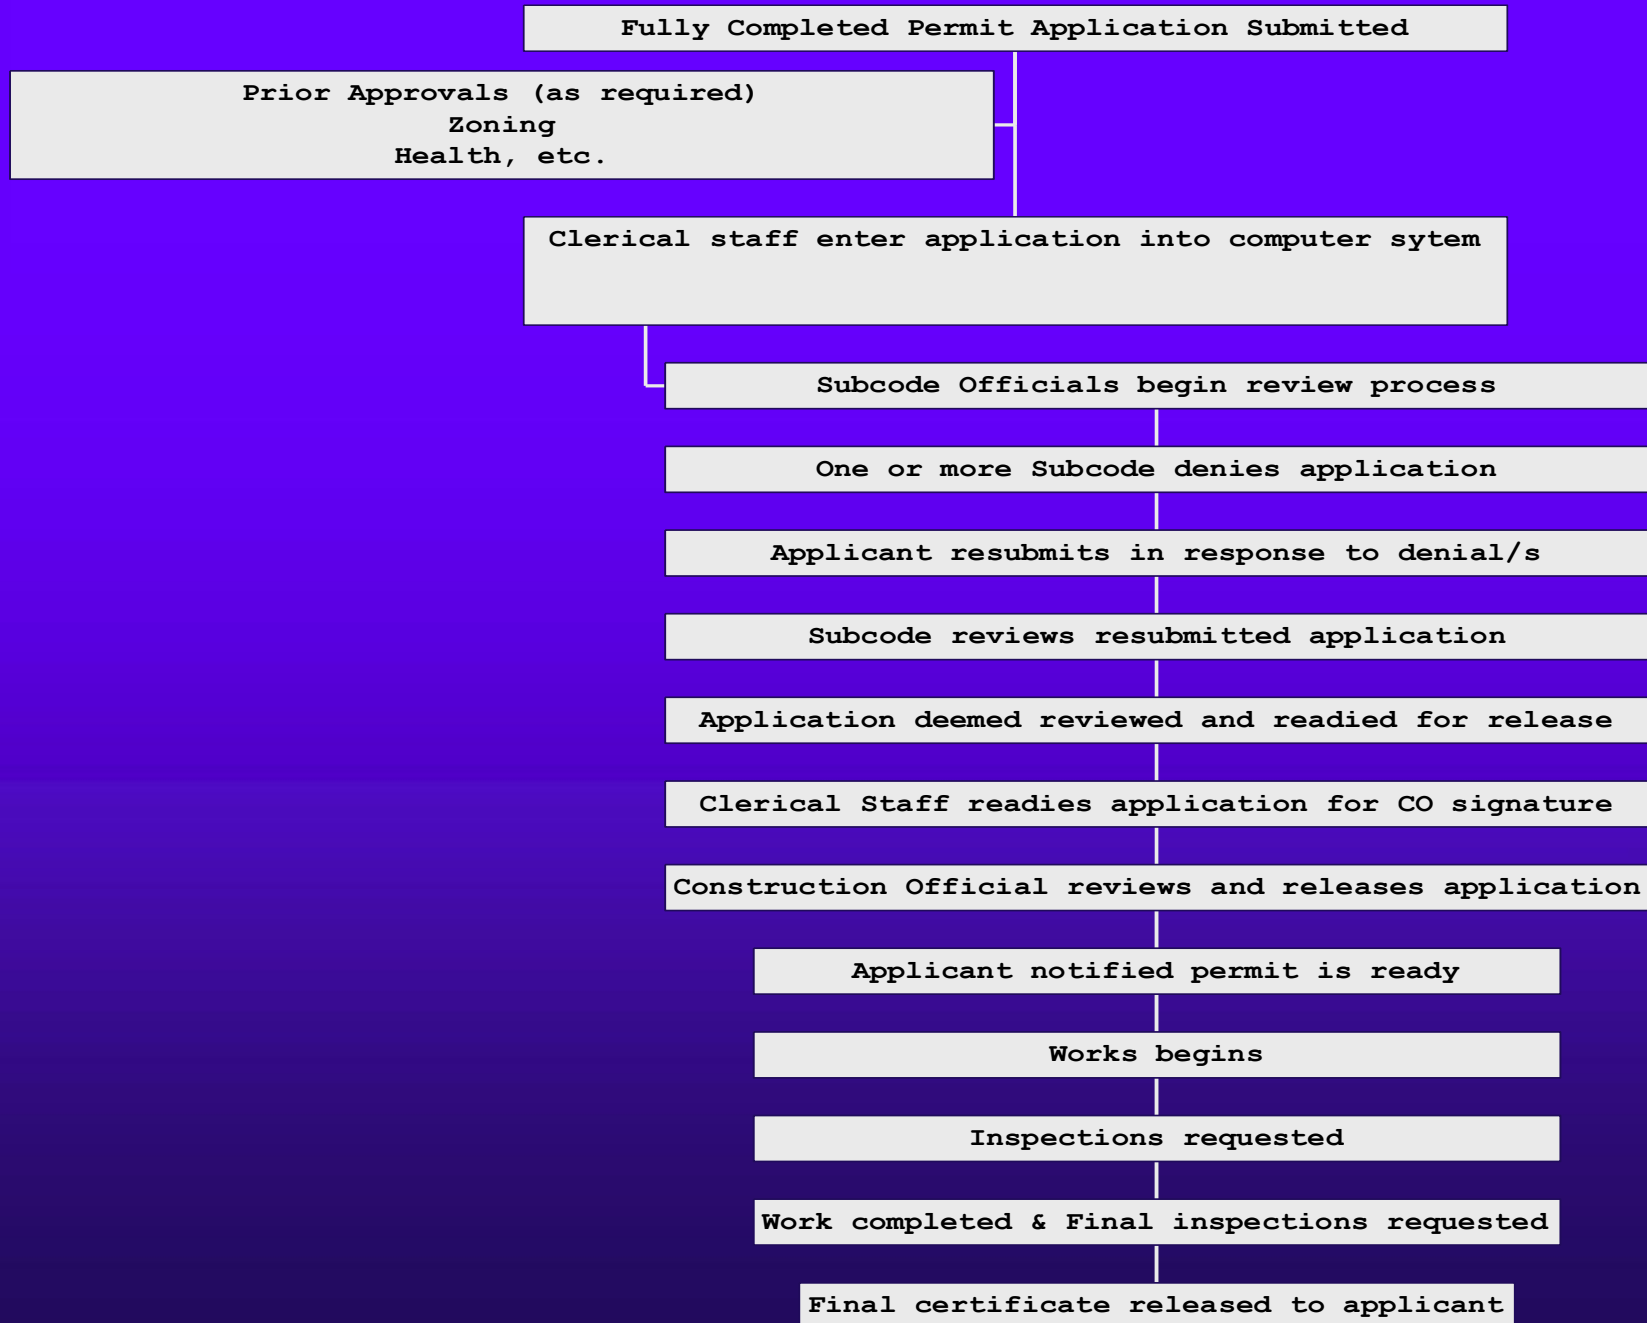 Fully Completed Permit Application Submitted
Prior Approvals (as required)
Zoning
Health, etc.
Clerical staff enter application into computer sytem
Subcode Officials begin review process
One or more Subcode denies application
Applicant resubmits in response to denial/s
Subcode reviews resubmitted application
Application deemed reviewed and readied for release
Clerical Staff readies application for CO signature
Construction Official reviews and releases application
Applicant notified permit is ready
Works begins
Inspections requested
Work completed & Final inspections requested
Final certificate released to applicant